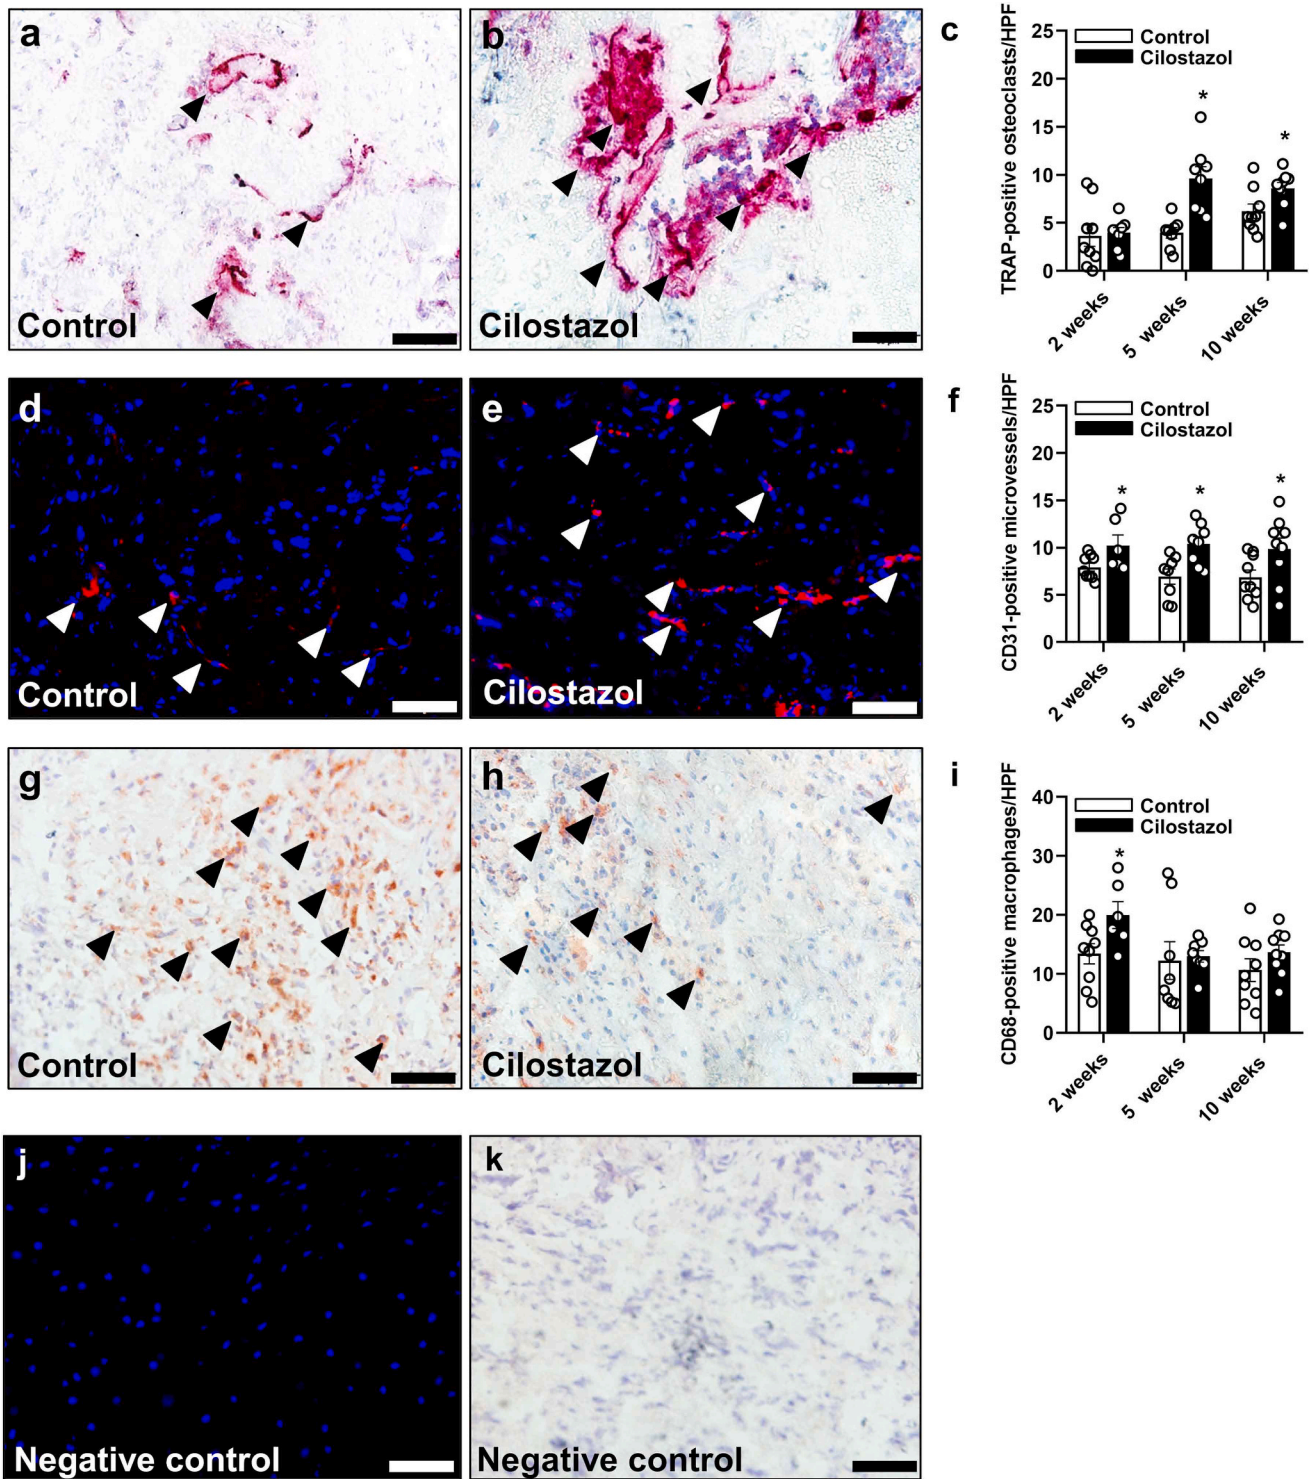 a
Control
b
Cilostazol
c
TRAP-positive osteoclasts/HPF
25
20
15
10
5
0
Control
Cilostazol
*
*
2 weeks
5 weeks
10 weeks
d
Control
e
Cilostazol
f
CD31-positive microvessels/HPF
25
20
15
10
5
0
Control
Cilostazol
*
*
*
2 weeks
5 weeks
10 weeks
g
Control
h
Cilostazol
i
CD68-positive macrophages/HPF
40
30
20
10
0
Control
Cilostazol
*
2 weeks
5 weeks
10 weeks
j
Negative control
k
Negative control